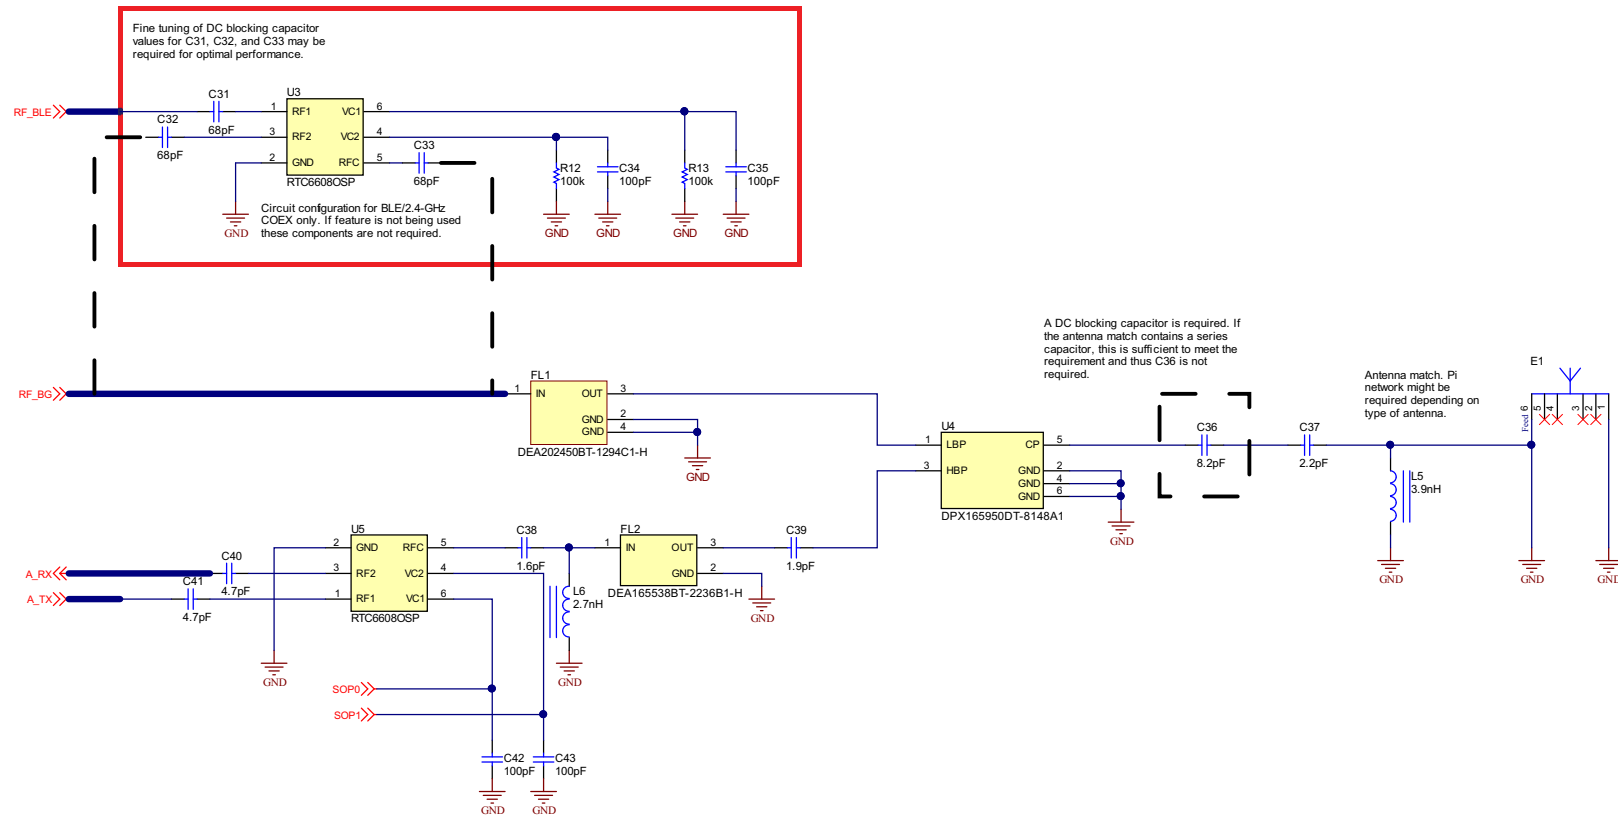 Fine tuning of DC blocking capacitor
values for C31, C32, and C33 may be
required for optimal performance.
RF_BLE
C31
68pF
C32
68pF
U3
1 RF1 VC1 6
3 RF2 VC2 4
2 GND RFC 5
RTC6608OSP
C33
68pF
R12
100k
C34
100pF
R13
100k
C35
100pF
GND
GND
GND
GND
GND
Circuit configuration for BLE/2.4-GHz
COEX only. If feature is not being used
these components are not required.
RF_BG
FL1
1 IN OUT 3
GND 2
GND 4
DEA202450BT-1294C1-H
GND
A DC blocking capacitor is required. If
the antenna match contains a series
capacitor, this is sufficient to meet the
requirement and thus C36 is not
required.
U4
1 LBP CP 5
3 HBP GND 2
GND 4
GND 6
DPX165950DT-8148A1
GND
C36
8.2pF
C37
2.2pF
Antenna match. Pi
network might be
required depending on
type of antenna.
L5
3.9nH
GND
E1
Feed 6 5 4 3 2 1
GND
GND
A_RX
A_TX
C40
4.7pF
C41
4.7pF
U5
2 GND RFC 5
3 RF2 VC2 4
1 RF1 VC1 6
RTC6608OSP
GND
C38
1.6pF
L6
2.7nH
GND
FL2
1 IN OUT 3
GND 2
DEA165538BT-2236B1-H
GND
C39
1.9pF
SOP0
SOP1
C42
100pF
C43
100pF
GND
GND